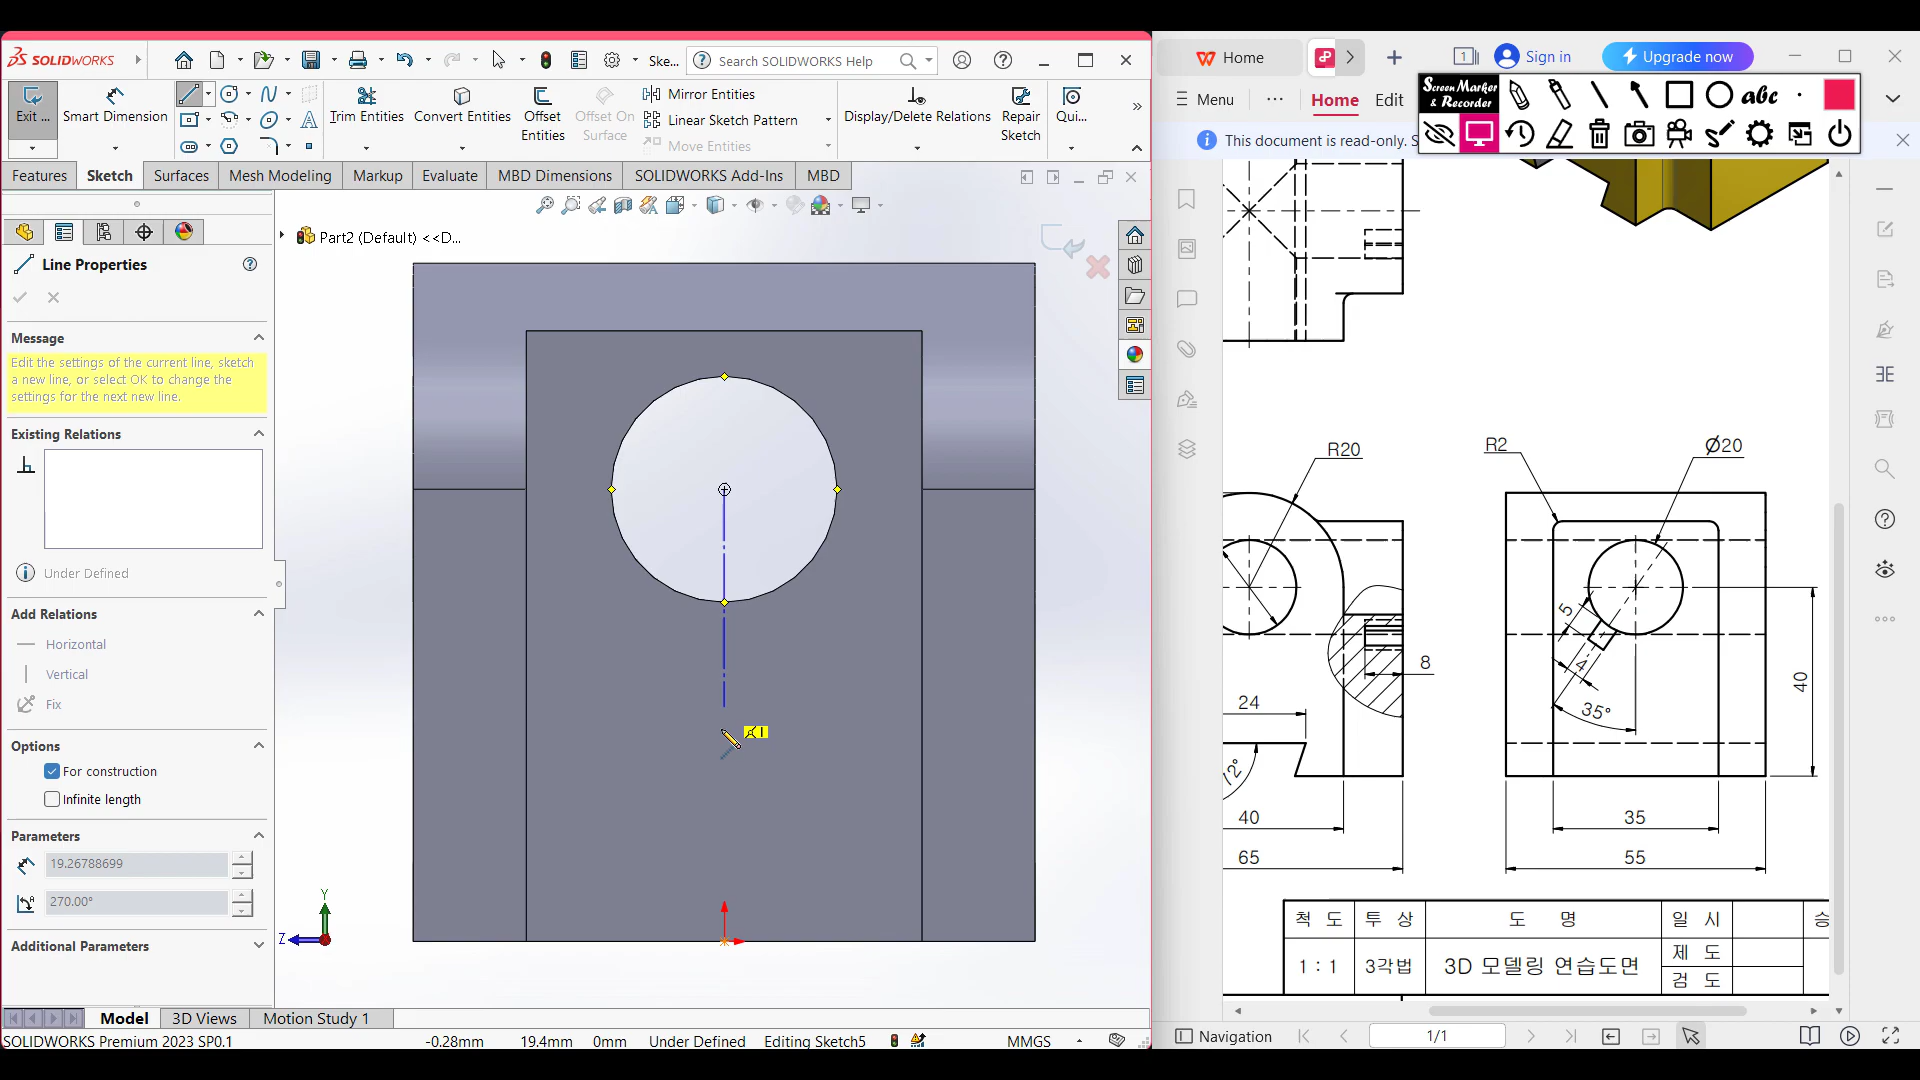 SOLIDWORKS
Ske...
Search SOLIDWORKS Help
Exit ...
Smart Dimension
Trim Entities
Convert Entities
Offset
Entities
Offset On
Surface
Mirror Entities
Linear Sketch Pattern
Move Entities
Display/Delete Relations
Repair
Sketch
Qui...
Features
Sketch
Surfaces
Mesh Modeling
Markup
Evaluate
MBD Dimensions
SOLIDWORKS Add-Ins
MBD
Part2 (Default) <<D...
Line Properties
Message
Edit the settings of the current line, sketch
a new line, or select OK to change the
settings for the next new line.
Existing Relations
Under Defined
Add Relations
Horizontal
Vertical
Fix
Options
For construction
Infinite length
Parameters
19.26788699
270.00°
Additional Parameters
Y
Z
Model
3D Views
Motion Study 1
SOLIDWORKS Premium 2023 SP0.1
-0.28mm
19.4mm
0mm
Under Defined
Editing Sketch5
MMGS
Home
1
Sign in
Upgrade now
Screen Marker
& Recorder
abc
Menu
Home
Edit
This document is read-only. S
R20
R2
Ø20
5
4
35°
40
8
24
72°
40
65
35
55
척 도
투 상
도 명
일 시
승
1 : 1
3각법
3D 모델링 연습도면
제 도
검 도
Navigation
1/1